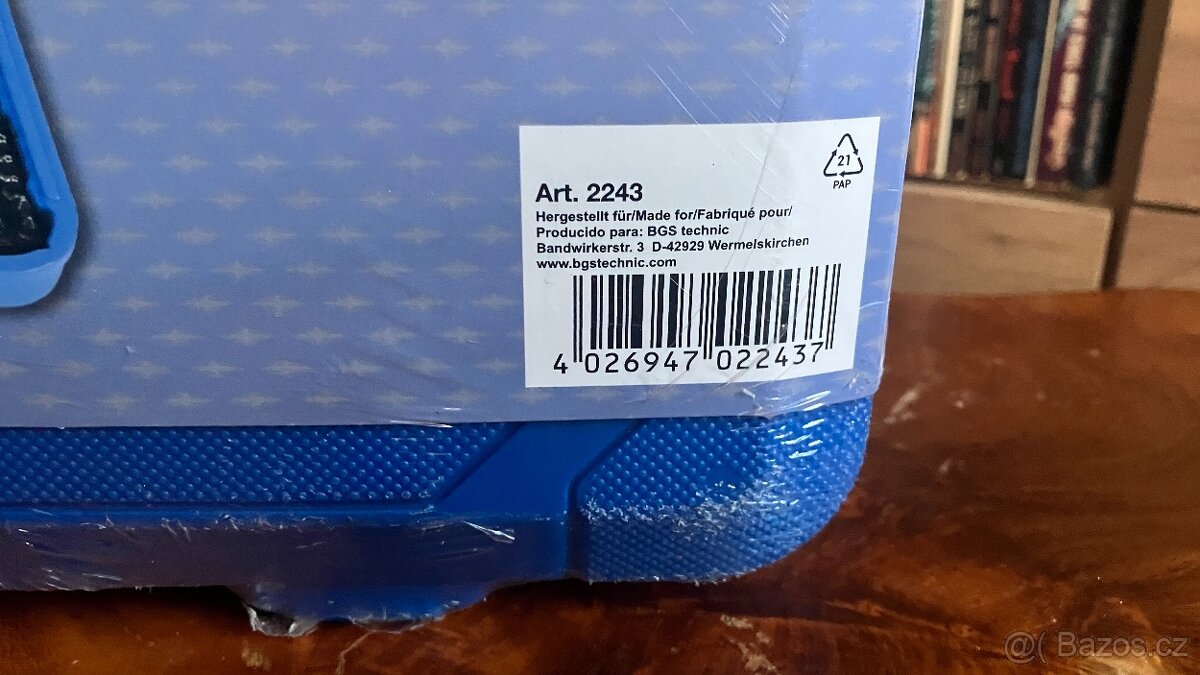 21
PAP
Art. 2243
Hergestellt für/Made for/Fabriqué pour/
Producido para: BGS technic
Bandwirkerstr. 3 D-42929 Wermelskirchen
www.bgstechnic.com
4 026947 022437
@( Bazos.cz